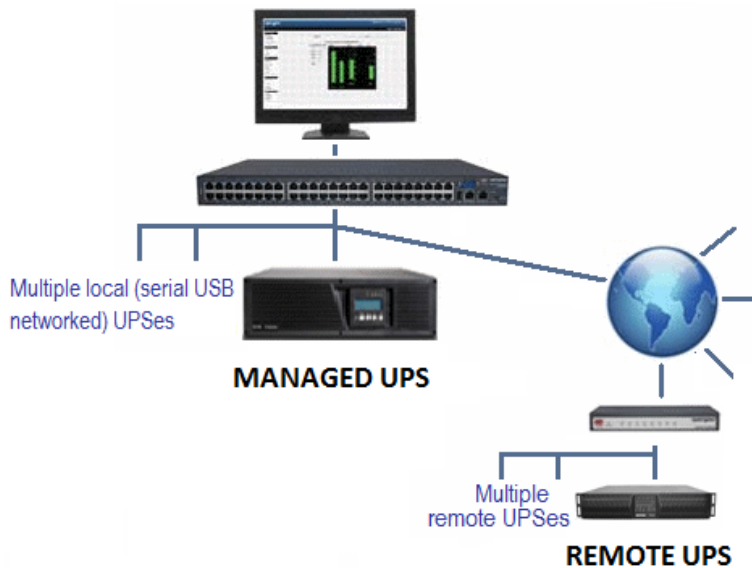 Multiple local (serial USB
networked) UPSes
MANAGED UPS
Multiple
remote UPSes
REMOTE UPS